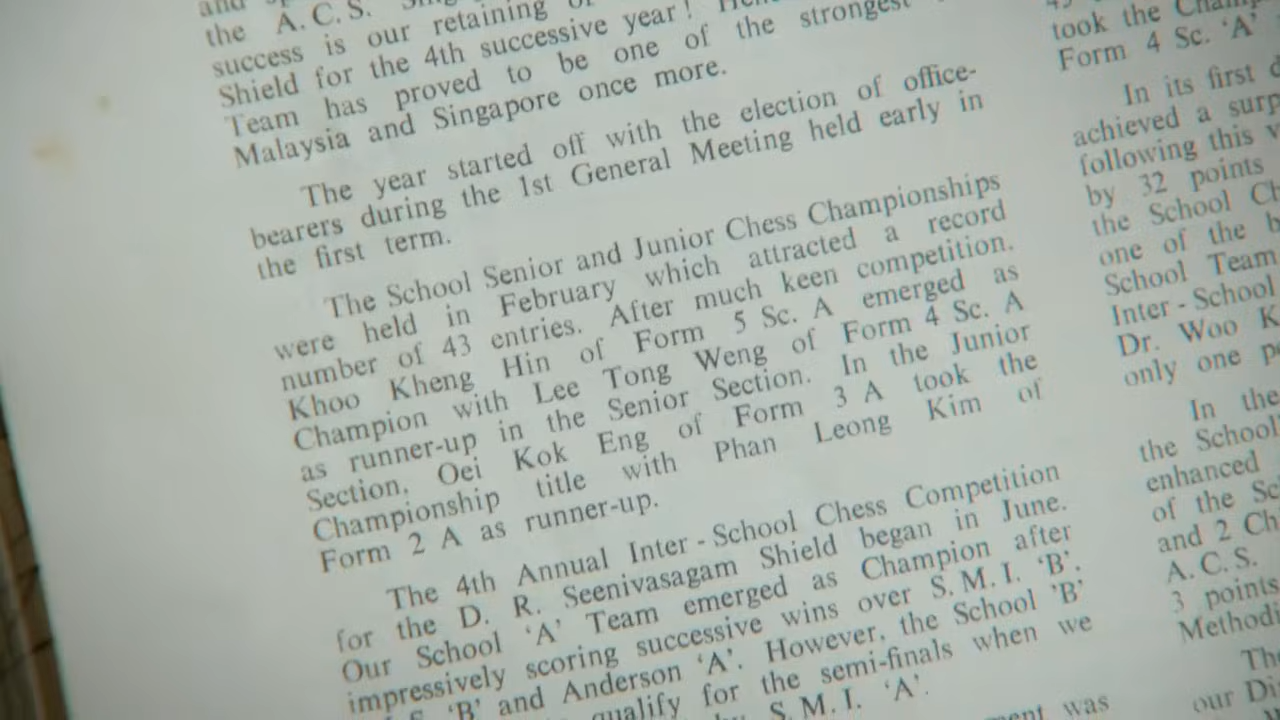 the A.C.S.
success is our retaining
Shield for the 4th successive year!
Team has proved to be one of the strongest
Malaysia and Singapore once more.
The year started off with the election of office-
bearers during the 1st General Meeting held early in
the first term.
The School Senior and Junior Chess Championships
were held in February which attracted a record
number of 43 entries. After much keen competition.
Khoo Kheng Hin of Form 5 Sc. A emerged as
Champion with Lee Tong Weng of Form 4 Sc. A
as runner-up in the Senior Section. In the Junior
Section, Oei Kok Eng of Form 3 A took the
Championship title with Phan Leong Kim of
Form 2 A as runner-up.
The 4th Annual Inter - School Chess Competition
for the D. R. Seenivasagam Shield began in June.
Our School ‘A’ Team emerged as Champion after
impressively scoring successive wins over S. M. I. ‘B’.
‘B’ and Anderson ‘A’. However, the School ’B’
qualify for the semi-finals when we
S. M. I. ‘A’.
was
took the
Form 4 Sc. ‘A’
In its first
achieved a
following this
by 32 points
the School
one of the
School Team
Inter - School
Dr. Woo K
only one
In the
the School
enhanced
of the
and 2
A. C. S.
3 points
our